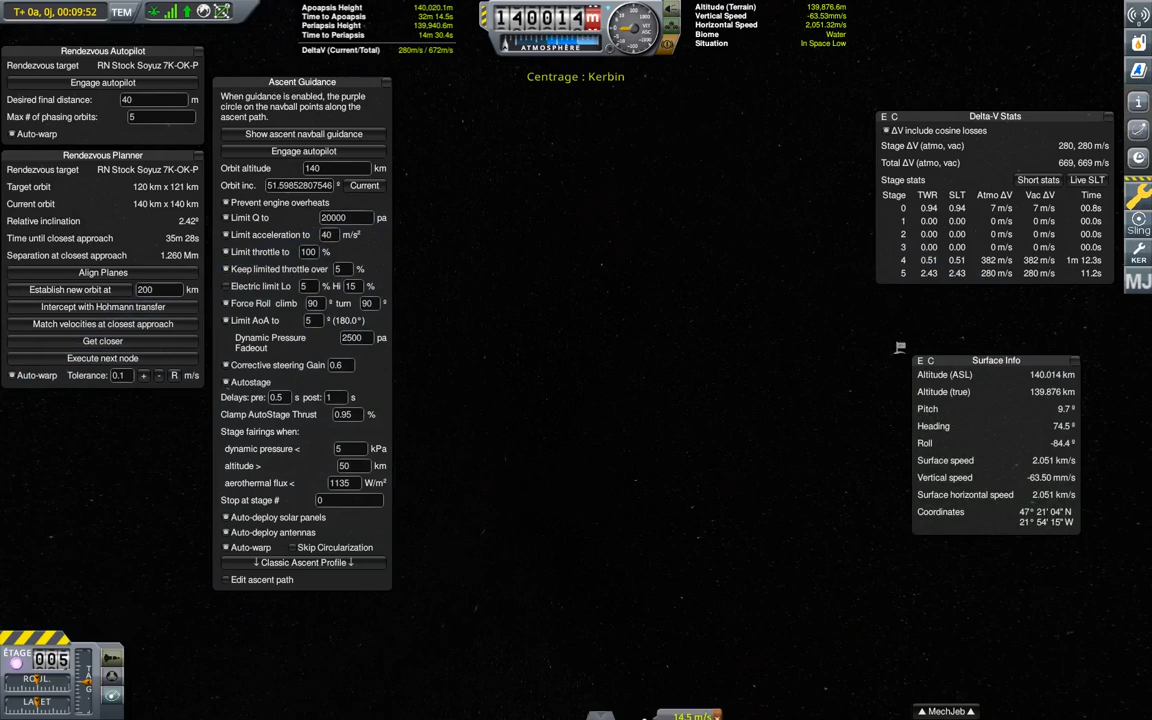 T+ 0a, 0j, 00:09:52
TEM
Apoapsis Height 140,020.1m
Time to Apoapsis 32m 14.5s
Periapsis Height 139,940.6m
Time to Periapsis 14m 30.4s
DeltaV (Current/Total) 280m/s / 672m/s
140014m
ATMOSPHÈRE
Altitude (Terrain) 139,876.6m
Vertical Speed -63.53m/s
Horizontal Speed 2,051.32m/s
Biome Water
Situation In Space Low
Centrage : Kerbin
Rendezvous Autopilot
Rendezvous target RN Stock Soyuz 7K-OK-P
Engage autopilot
Desired final distance: 40 m
Max # of phasing orbits: 5
Auto-warp
Rendezvous Planner
Rendezvous target RN Stock Soyuz 7K-OK-P
Target orbit 120 km x 121 km
Current orbit 140 km x 140 km
Relative inclination 2.42º
Time until closest approach 35m 28s
Separation at closest approach 1.260 Mm
Align Planes
Establish new orbit at 200 km
Intercept with Hohmann transfer
Match velocities at closest approach
Get closer
Execute next node
Auto-warp Tolerance: 0.1 + - R m/s
Ascent Guidance
When guidance is enabled, the purple
circle on the navball points along the
ascent path.
Show ascent navball guidance
Engage autopilot
Orbit altitude 140 km
Orbit inc. 51.59852807546 º Current
Prevent engine overheats
Limit Q to 20000 pa
Limit acceleration to 40 m/s²
Limit throttle to 100 %
Keep limited throttle over 5 %
Electric limit Lo 5 % Hi 15 %
Force Roll climb 90 º turn 90 º
Limit AoA to 5 º (180.0°)
Dynamic Pressure
Fadeout 2500 pa
Corrective steering Gain 0.6
Autostage
Delays: pre: 0.5 s post: 1 s
Clamp AutoStage Thrust 0.95 %
Stage fairings when:
dynamic pressure < 5 kPa
altitude > 50 km
aerothermal flux < 1135 W/m²
Stop at stage # 0
Auto-deploy solar panels
Auto-deploy antennas
Auto-warp Skip Circularization
↓ Classic Ascent Profile ↓
Edit ascent path
E C Delta-V Stats
ΔV include cosine losses
Stage ΔV (atmo, vac) 280, 280 m/s
Total ΔV (atmo, vac) 669, 669 m/s
Stage stats Short stats Live SLT
Stage TWR SLT Atmo ΔV Vac ΔV Time
0 0.94 0.94 7 m/s 7 m/s 00.8s
1 0.00 0.00 0 m/s 0 m/s 00.0s
2 0.00 0.00 0 m/s 0 m/s 00.0s
3 0.00 0.00 0 m/s 0 m/s 00.0s
4 0.51 0.51 382 m/s 382 m/s 1m 12.3s
5 2.43 2.43 280 m/s 280 m/s 11.2s
Sling
KER
MJ
E C Surface Info
Altitude (ASL) 140.014 km
Altitude (true) 139.876 km
Pitch 9.7º
Heading 74.5º
Roll -84.4º
Surface speed 2.051 km/s
Vertical speed -63.50 m/s
Surface horizontal speed 2.051 km/s
Coordinates 47° 21' 04" N
21° 54' 15" W
ÉTAGE
005
ROUL.
LACET
14.5 m/s
▲ MechJeb ▲